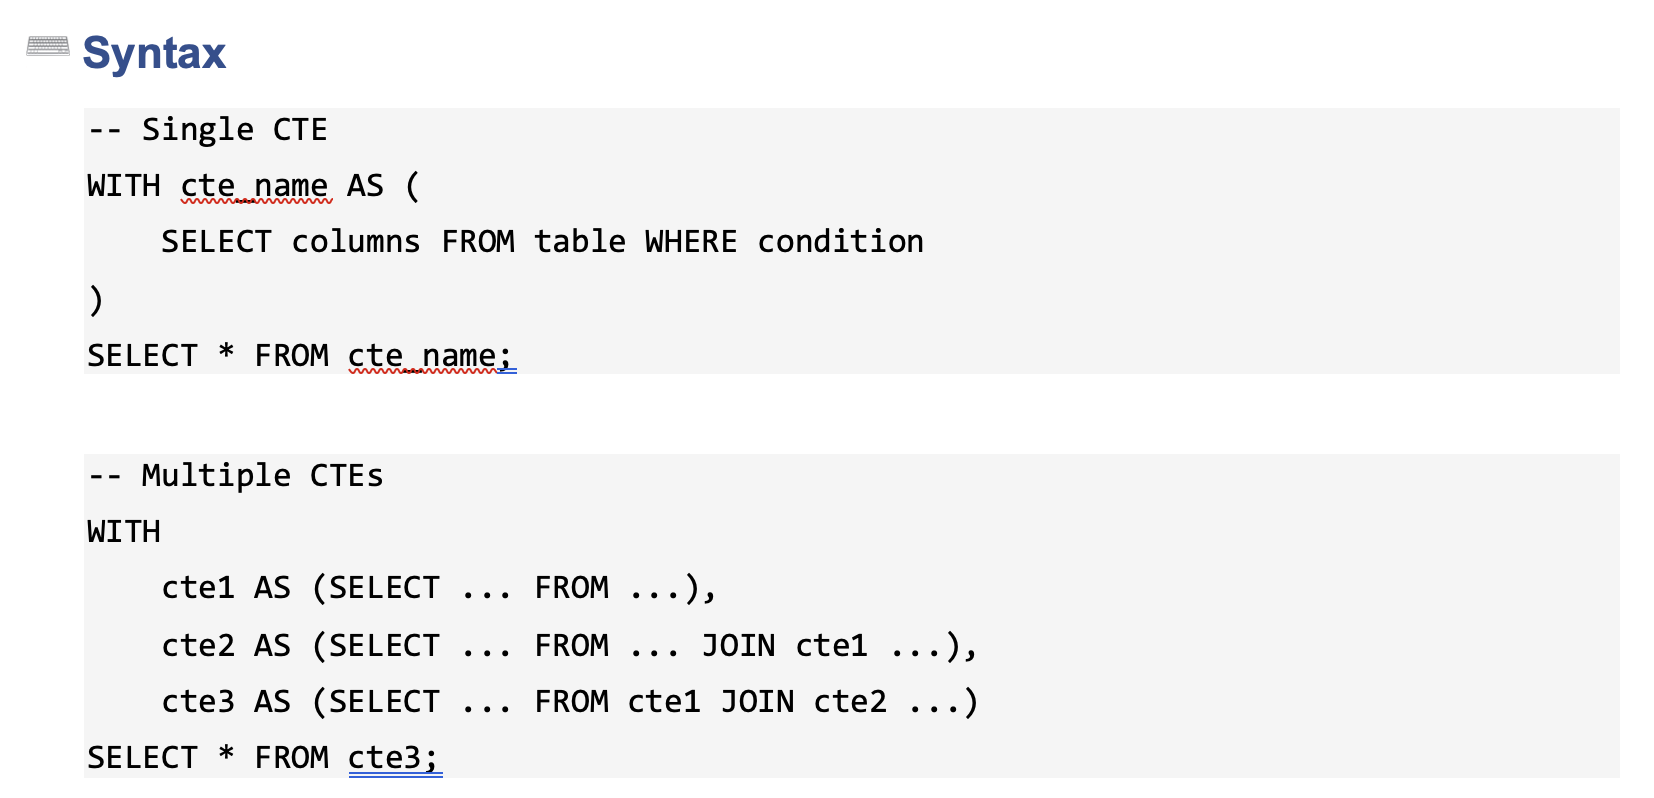 Syntax
-- Single CTE
WITH cte_name AS (
    SELECT columns FROM table WHERE condition
)
SELECT * FROM cte_name;
-- Multiple CTEs
WITH
    cte1 AS (SELECT ... FROM ...),
    cte2 AS (SELECT ... FROM ... JOIN cte1 ...),
    cte3 AS (SELECT ... FROM cte1 JOIN cte2 ...)
SELECT * FROM cte3;